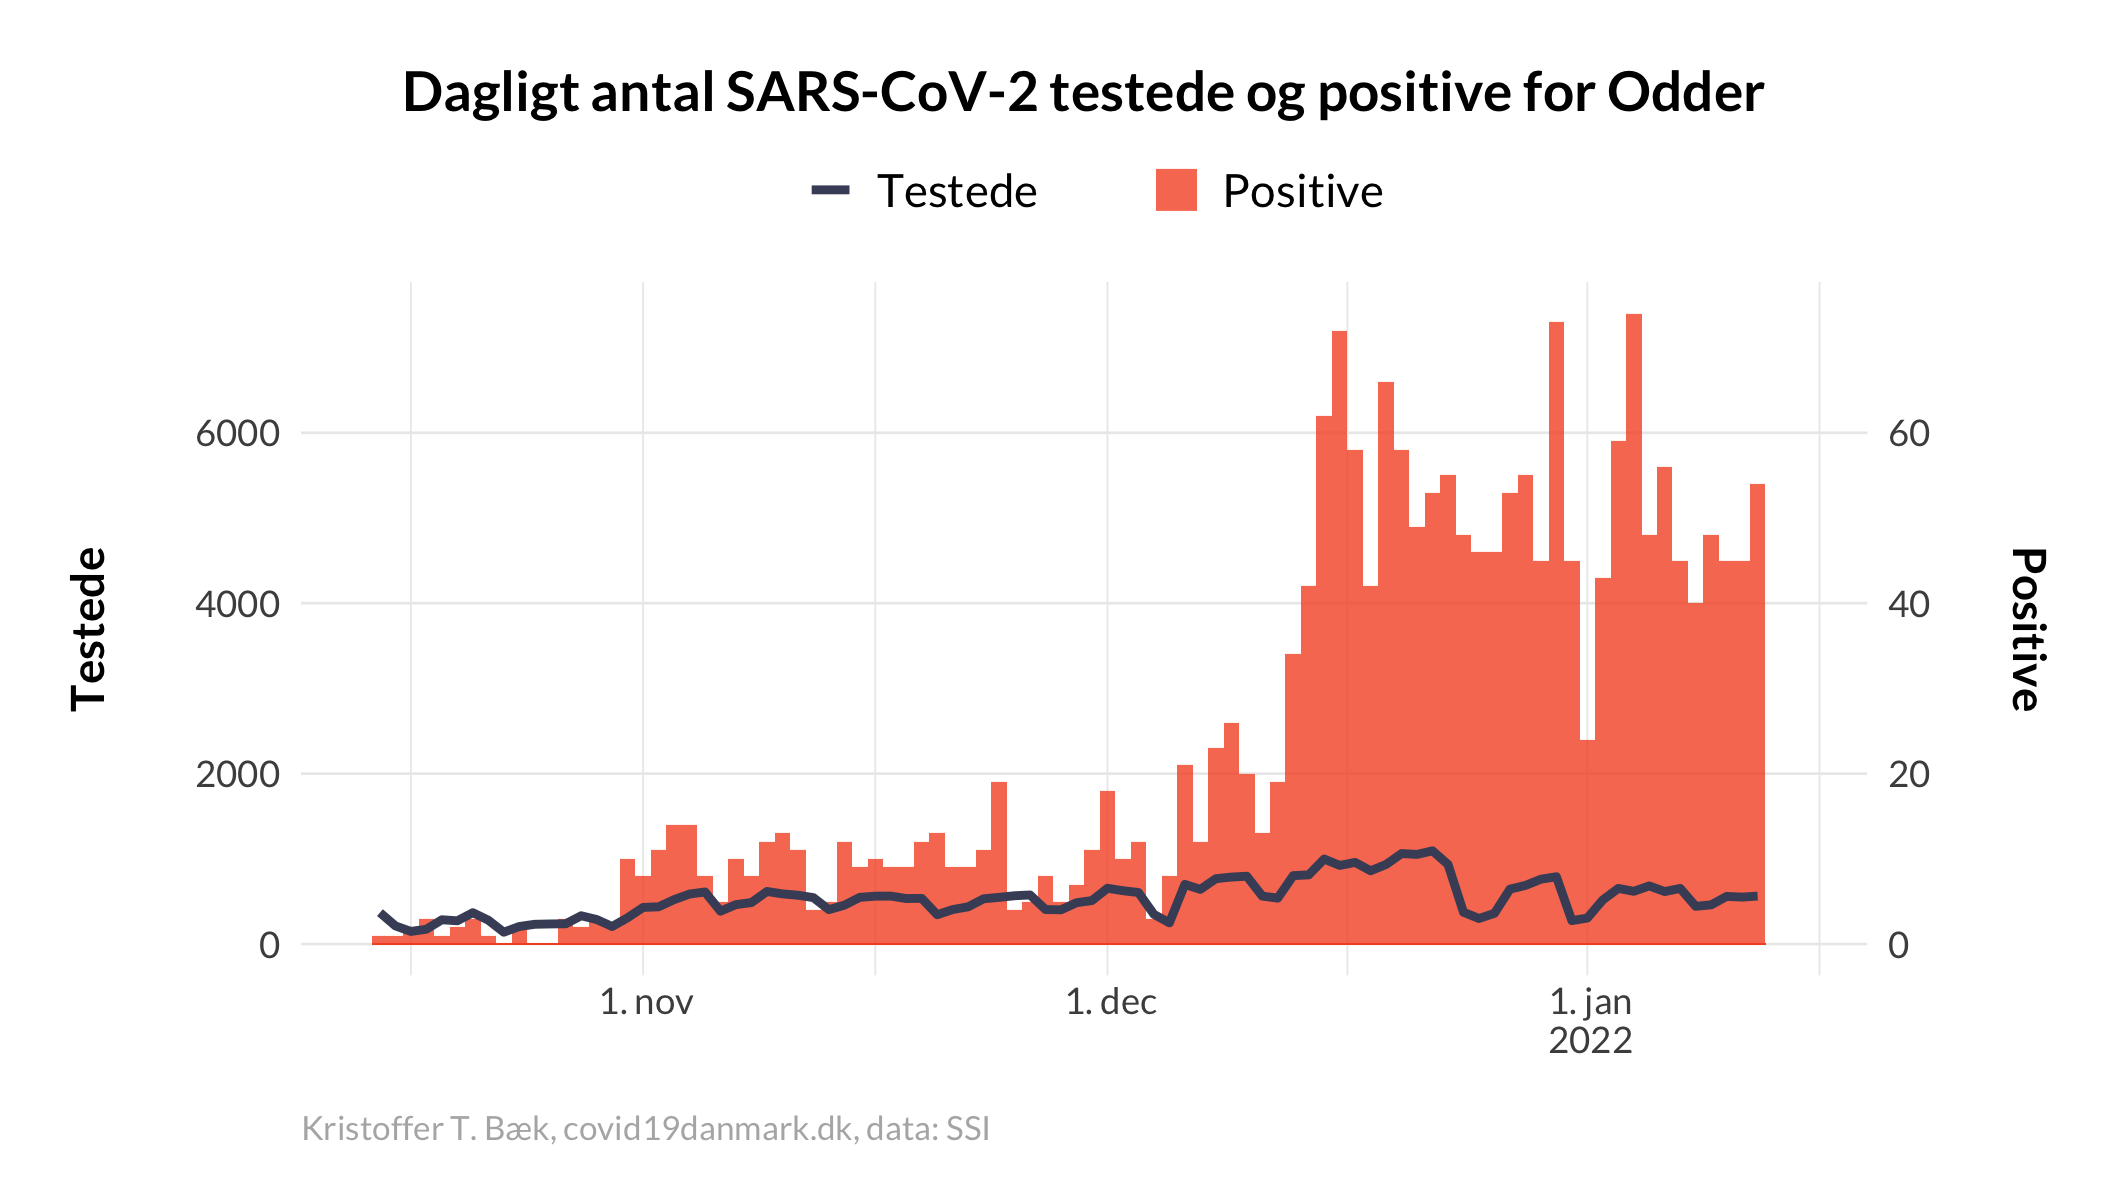 Dagligt antal SARS-CoV-2 testede og positive for Odder
Testede
Positive
Testede
6000
4000
2000
0
60
40
20
0
Positive
1. nov
1. dec
1. jan
2022
Kristoffer T. Bæk, covid19danmark.dk, data: SSI